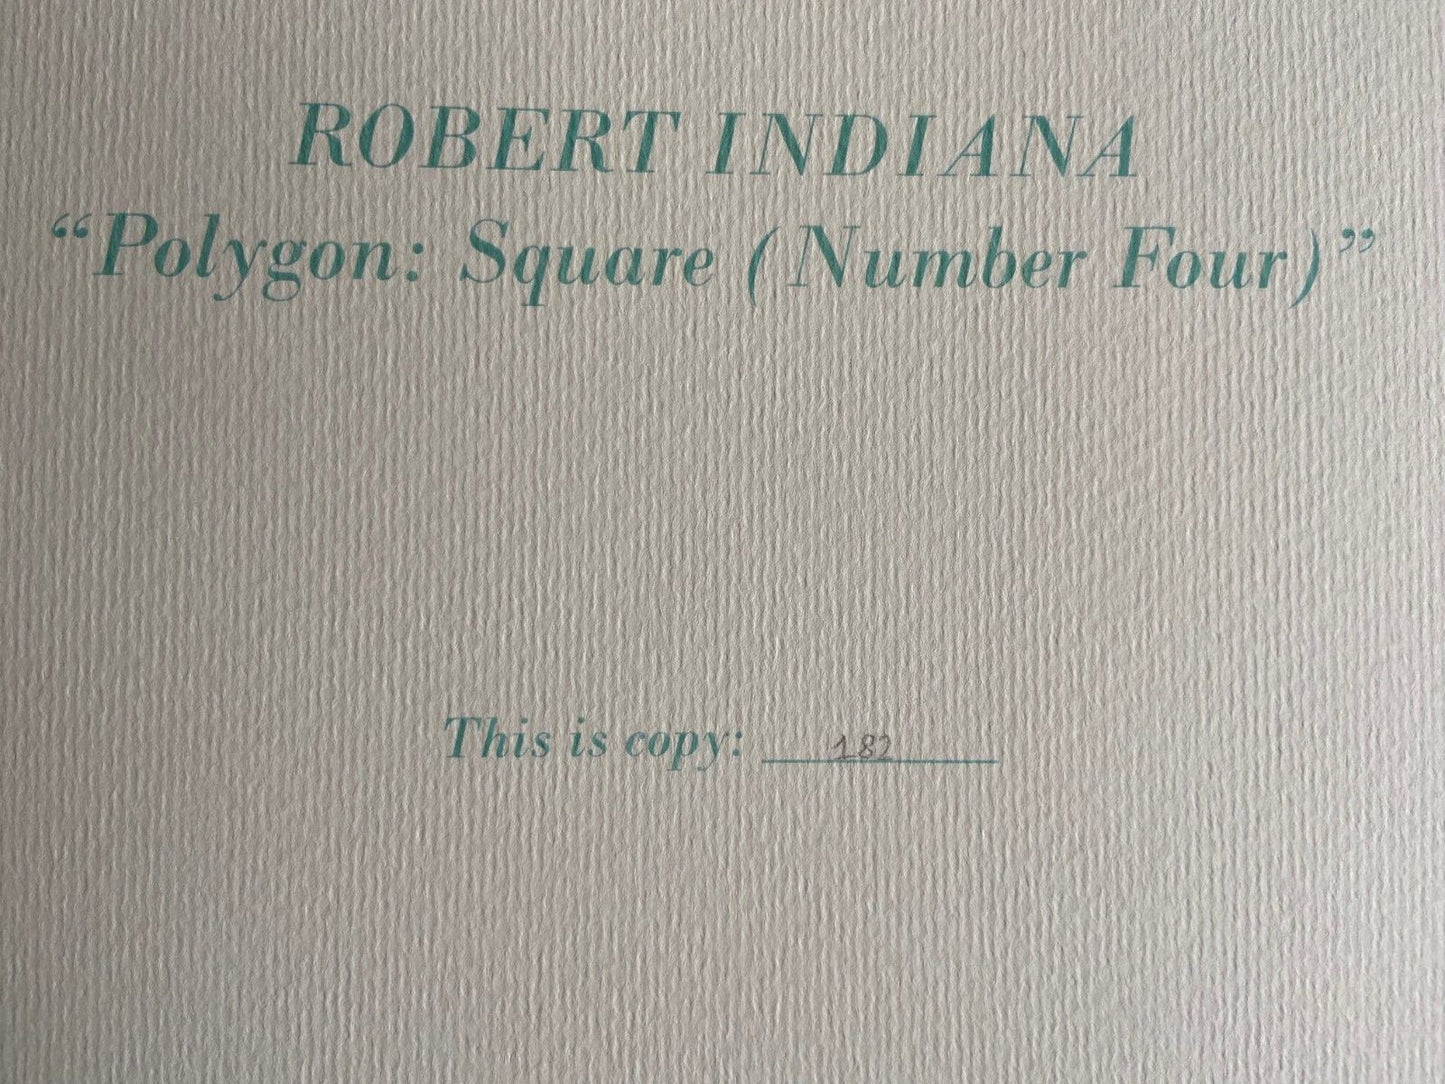 ROBERT INDIANA
“Polygon: Square (Number Four)”
This is copy: 182